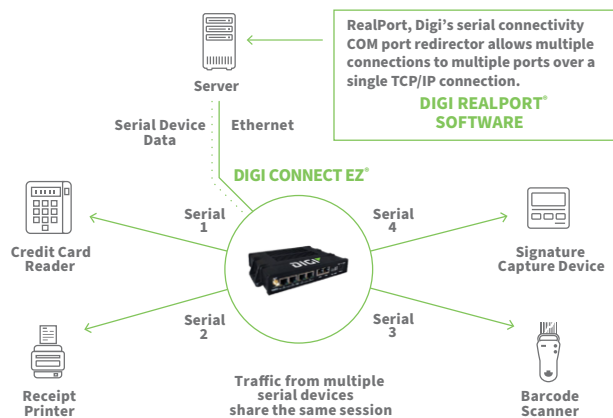 RealPort, Digi's serial connectivity
COM port redirector allows multiple
connections to multiple ports over a
single TCP/IP connection.
DIGI REALPORT®
SOFTWARE
Server
Serial Device
Data
Ethernet
DIGI CONNECT EZ®
Serial
1
Serial
4
Credit Card
Reader
DIGI
Signature
Capture Device
Serial
2
Serial
3
Receipt
Printer
Traffic from multiple
serial devices
share the same session
Barcode
Scanner